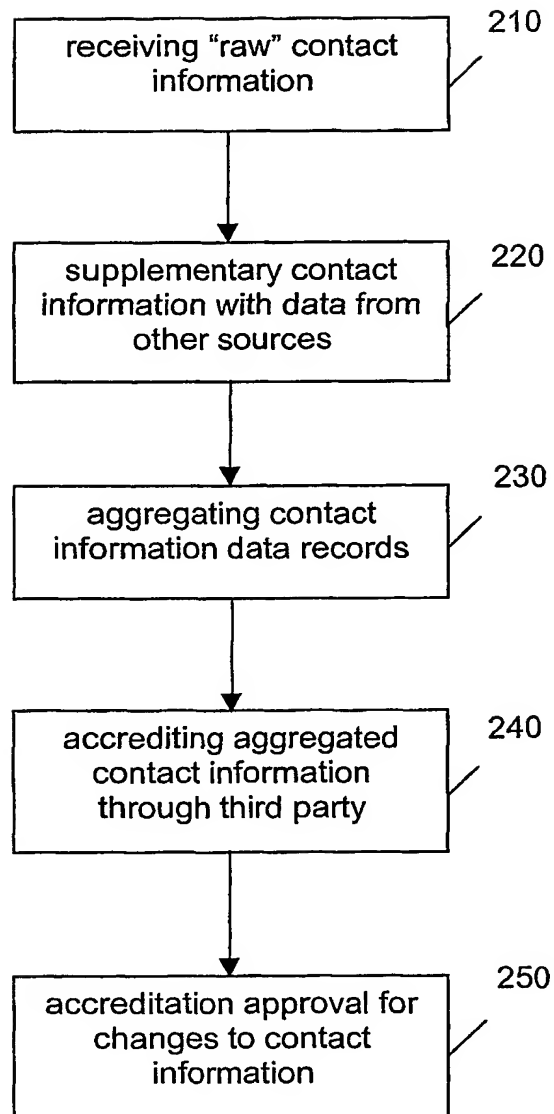 210
receiving “raw” contact
information
220
supplementary contact
information with data from
other sources
230
aggregating contact
information data records
240
accrediting aggregated
contact information
through third party
250
accreditation approval for
changes to contact
information